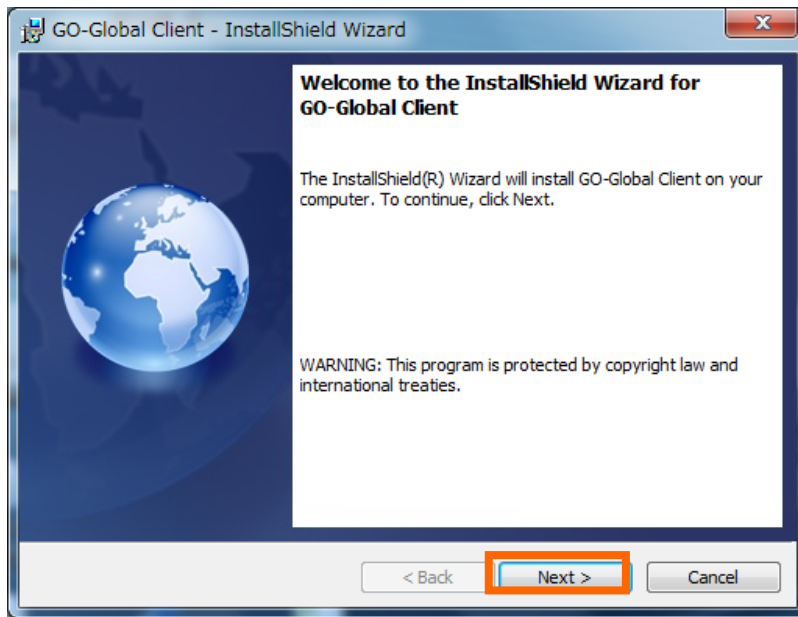 GO-Global Client - InstallShield Wizard
Welcome to the InstallShield Wizard for
GO-Global Client
The InstallShield(R) Wizard will install GO-Global Client on your
computer. To continue, click Next.
WARNING: This program is protected by copyright law and
international treaties.
< Back
Next >
Cancel